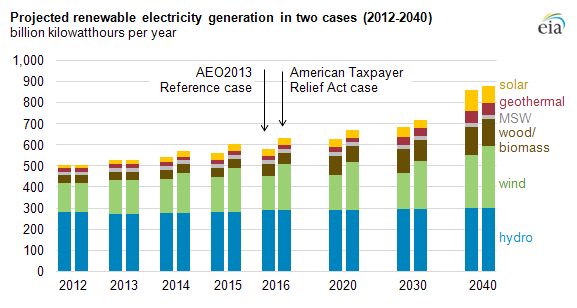 Projected renewable electricity generation in two cases (2012-2040)
billion kilowatthours per year
eia
1,000
900
800
700
600
500
400
300
200
100
0
AEO2013
Reference case
American Taxpayer
Relief Act case
solar
geothermal
MSW
wood/
biomass
wind
hydro
2012 2013 2014 2015 2016 2020 2030 2040